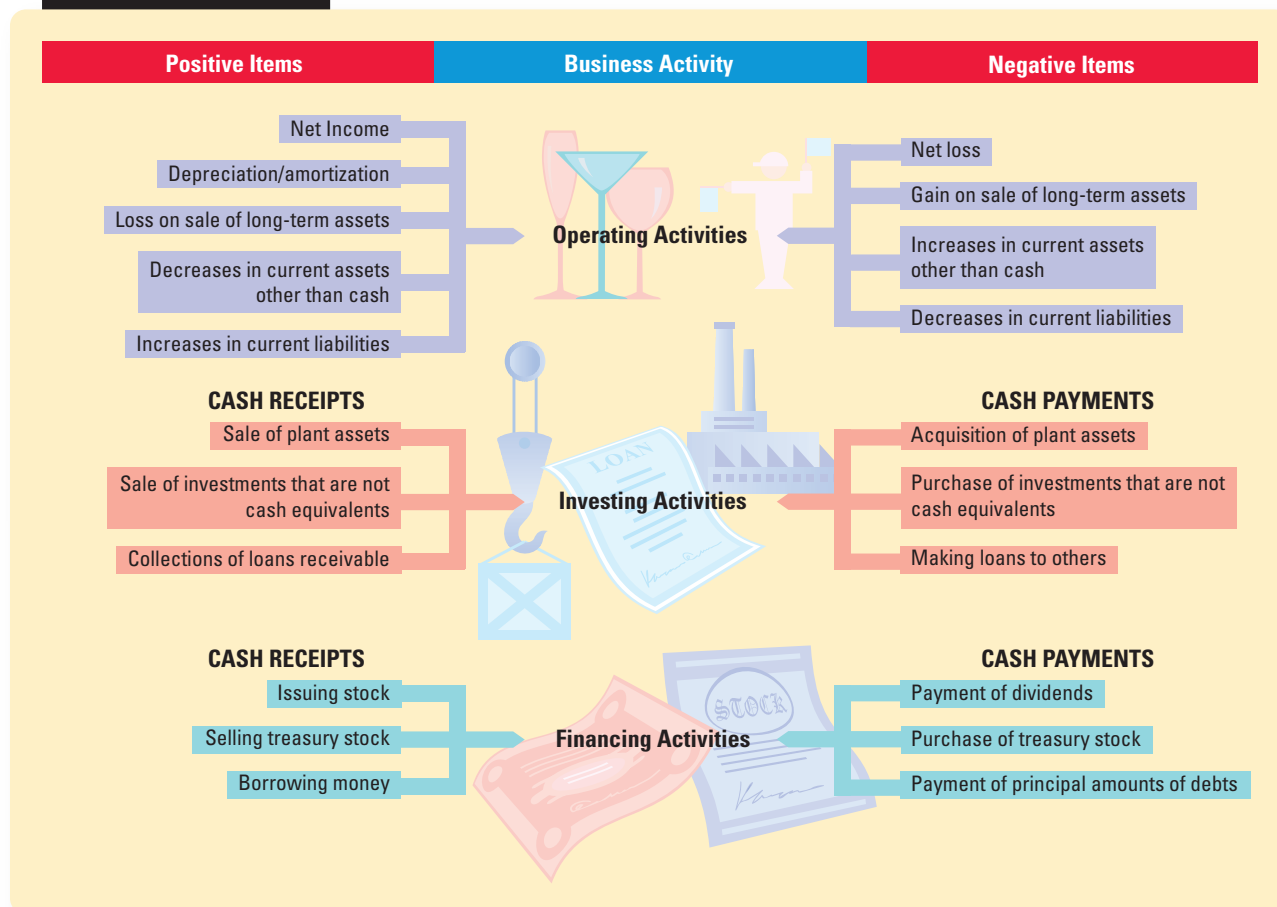 Positive Items
Business Activity
Negative Items
Net Income
Depreciation/amortization
Loss on sale of long-term assets
Decreases in current assets
other than cash
Increases in current liabilities
Operating Activities
Net loss
Gain on sale of long-term assets
Increases in current assets
other than cash
Decreases in current liabilities
CASH RECEIPTS
Sale of plant assets
Sale of investments that are not
cash equivalents
Collections of loans receivable
LOAN
Investing Activities
CASH PAYMENTS
Acquisition of plant assets
Purchase of investments that are not
cash equivalents
Making loans to others
CASH RECEIPTS
Issuing stock
Selling treasury stock
Borrowing money
STOCK
Financing Activities
CASH PAYMENTS
Payment of dividends
Purchase of treasury stock
Payment of principal amounts of debts